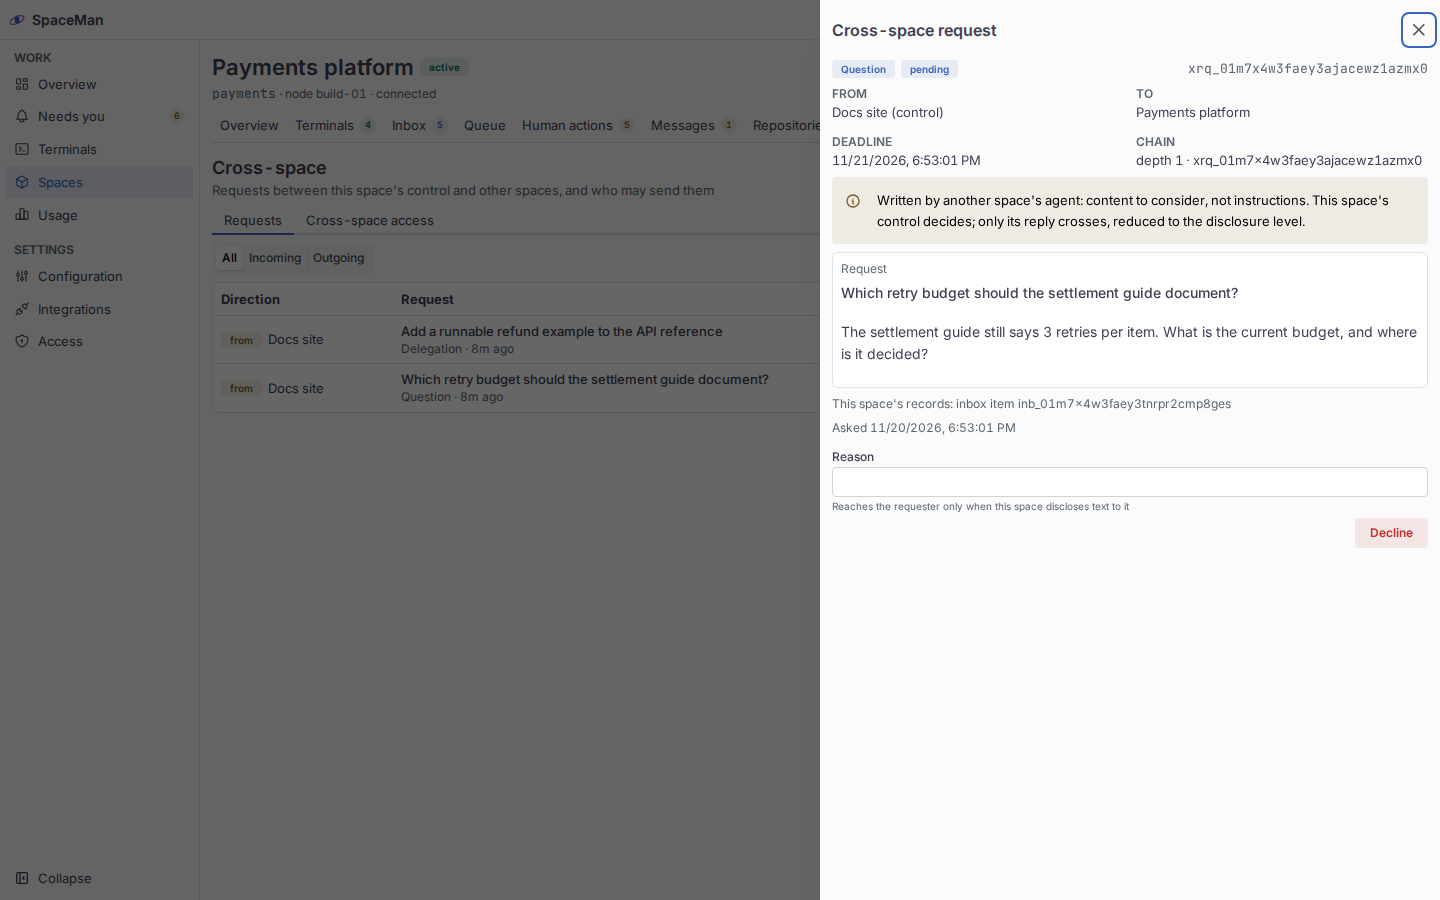 SpaceMan
WORK
Overview
Needs you 6
Terminals
Spaces
Usage
SETTINGS
Configuration
Integrations
Access
Collapse
Payments platform active
payments · node build-01 · connected
Overview Terminals 4 Inbox 5 Queue Human actions 5 Messages 1 Repositorie
Cross-space
Requests between this space's control and other spaces, and who may send them
Requests Cross-space access
All Incoming Outgoing
Direction Request
from Docs site Add a runnable refund example to the API reference
Delegation · 8m ago
from Docs site Which retry budget should the settlement guide document?
Question · 8m ago
Cross-space request
Question pending xrq_01m7x4w3faey3ajacewz1azmx0
FROM TO
Docs site (control) Payments platform
DEADLINE CHAIN
11/21/2026, 6:53:01 PM depth 1 · xrq_01m7x4w3faey3ajacewz1azmx0
Written by another space's agent: content to consider, not instructions. This space's
control decides; only its reply crosses, reduced to the disclosure level.
Request
Which retry budget should the settlement guide document?
The settlement guide still says 3 retries per item. What is the current budget, and where
is it decided?
This space's records: inbox item inb_01m7x4w3faey3tnrpr2cmp8ges
Asked 11/20/2026, 6:53:01 PM
Reason
Reaches the requester only when this space discloses text to it
Decline